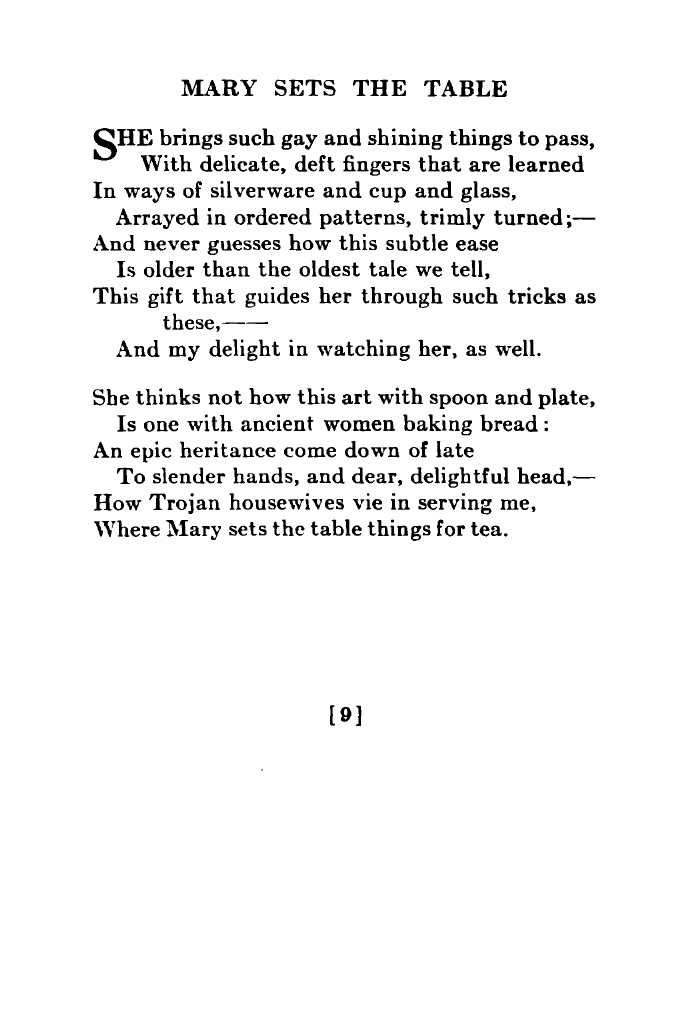 MARY SETS THE TABLE
SHE brings such gay and shining things to pass,
With delicate, deft fingers that are learned
In ways of silverware and cup and glass,
Arrayed in ordered patterns, trimly turned;—
And never guesses how this subtle ease
Is older than the oldest tale we tell,
This gift that guides her through such tricks as
these,——
And my delight in watching her, as well.
She thinks not how this art with spoon and plate,
Is one with ancient women baking bread:
An epic heritance come down of late
To slender hands, and dear, delightful head,—
How Trojan housewives vie in serving me,
Where Mary sets the table things for tea.
[9]